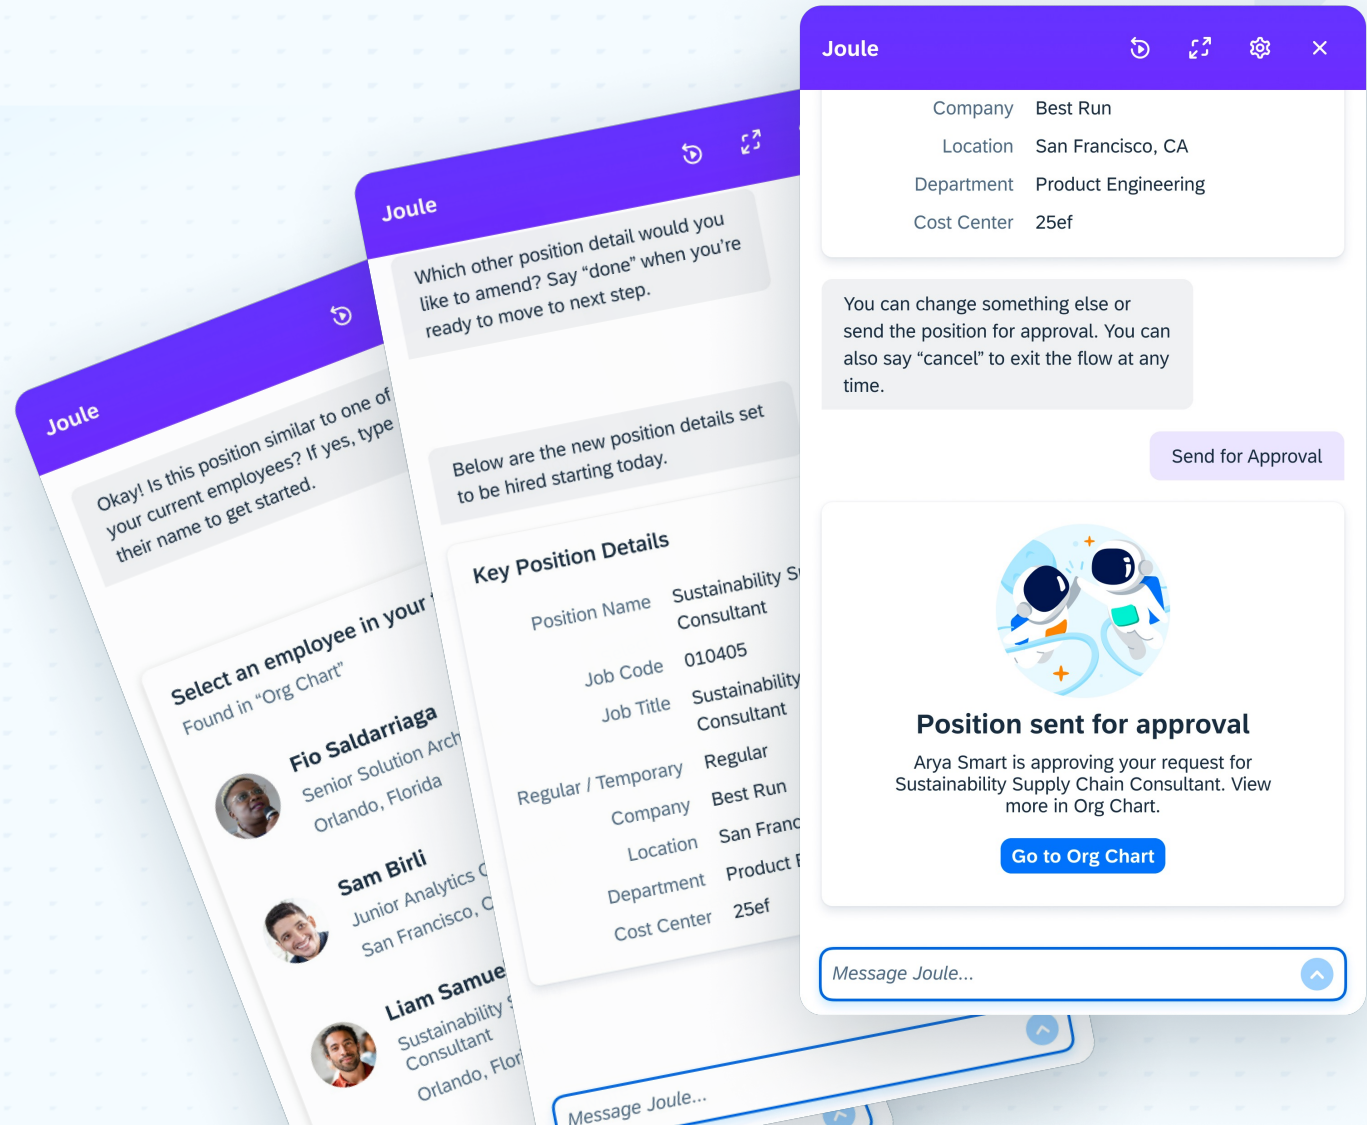 Joule
Okay! Is this position similar to one of
your current employees? If yes, type
their name to get started.
Select an employee in your
Found in “Org Chart”
Fio Saldarriaga
Senior Solution
Orlando, Florida
Sam Birli
Junior Analytics
San Francisco,
Liam
Sustainability
Consultant
Orlando,
Joule
Which other position detail would you
like to amend? Say “done” when you’re
ready to move to next step.
Below are the new position details set
to be hired starting today.
Key Position Details
Position Name Sustainability
Consultant
Job Code 010405
Job Title Sustainability
Consultant
Regular / Temporary Regular
Company Best Run
Location San
Department Product
Cost Center 25ef
Message Joule...
Joule
Company Best Run
Location San Francisco, CA
Department Product Engineering
Cost Center 25ef
You can change something else or
send the position for approval. You can
also say “cancel” to exit the flow at any
time.
Send for Approval
Position sent for approval
Arya Smart is approving your request for
Sustainability Supply Chain Consultant. View
more in Org Chart.
Go to Org Chart
Message Joule...